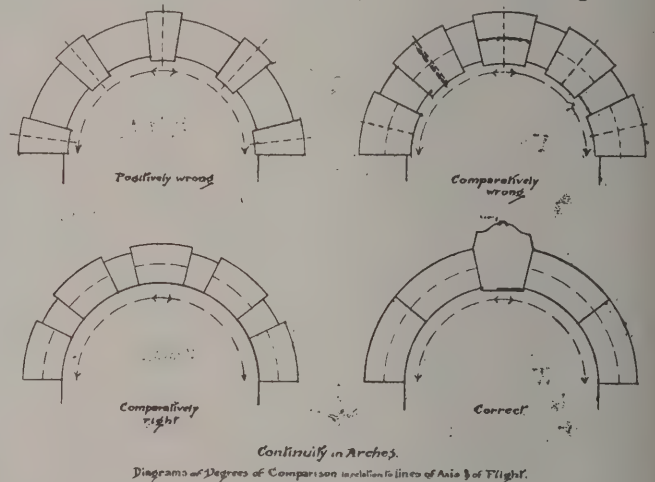 Positively wrong
Comparatively
wrong
Comparatively
right
Correct
Continuity in Arches.
Diagrams of Degrees of Comparison in relation to lines of Axis & of Flight.